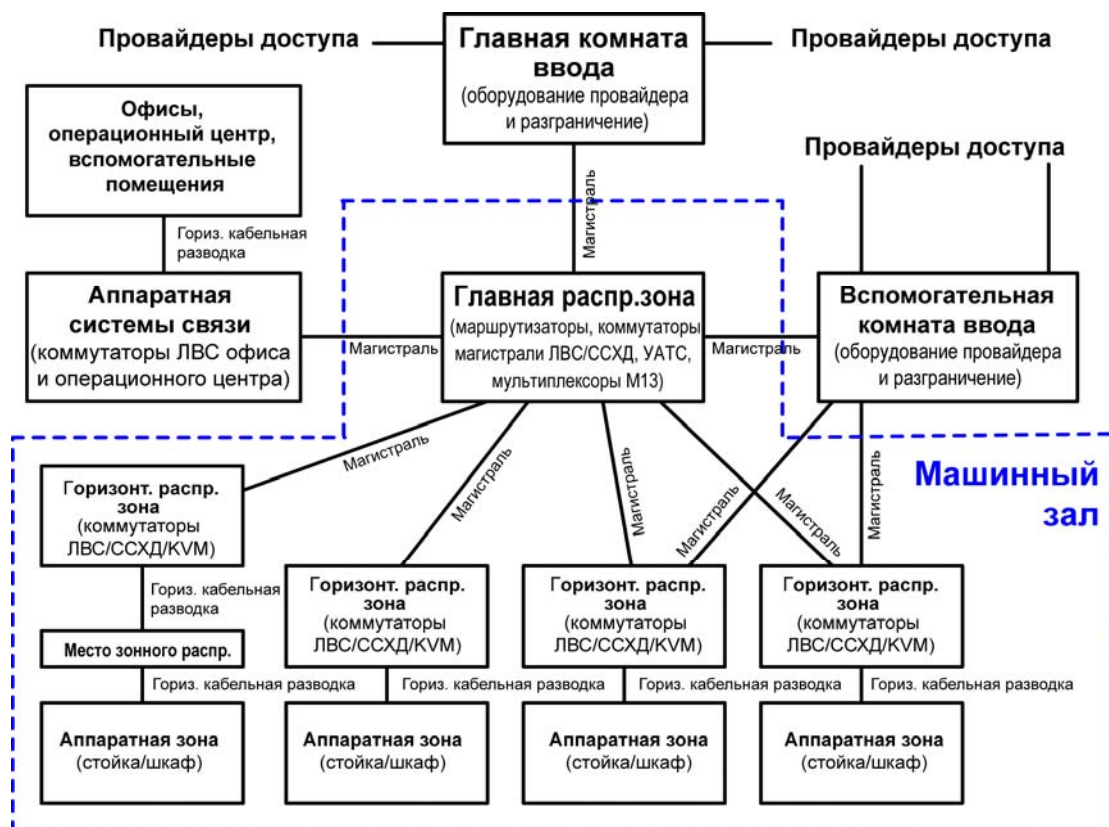 Провайдеры доступа
Главная комната
ввода
(оборудование провайдера
и разграничение)
Провайдеры доступа
Офисы,
операционный центр,
вспомогательные
помещения
Провайдеры доступа
Магистраль
Гориз. кабельная
разводка
Аппаратная
системы связи
(коммутаторы ЛВС офиса
и операционного центра)
Магистраль
Главная распр.зона
(маршрутизаторы, коммутаторы
магистрали ЛВС/ССХД, УАТС,
мультиплексоры М13)
Магистраль
Вспомогательная
комната ввода
(оборудование провайдера
и разграничение)
Магистраль
Магистраль
Магистраль
Магистраль
Магистраль
Магистраль
Машинный
зал
Горизонт. распр.
зона
(коммутаторы
ЛВС/ССХД/KVM)
Гориз. кабельная
разводка
Место зонного распр.
Горизонт. распр.
зона
(коммутаторы
ЛВС/ССХД/KVM)
Горизонт. распр.
зона
(коммутаторы
ЛВС/ССХД/KVM)
Горизонт. распр.
зона
(коммутаторы
ЛВС/ССХД/KVM)
Гориз. кабельная разводка
Гориз. кабельная разводка
Гориз. кабельная разводка
Гориз. кабельная разводка
Аппаратная зона
(стойка/шкаф)
Аппаратная зона
(стойка/шкаф)
Аппаратная зона
(стойка/шкаф)
Аппаратная зона
(стойка/шкаф)